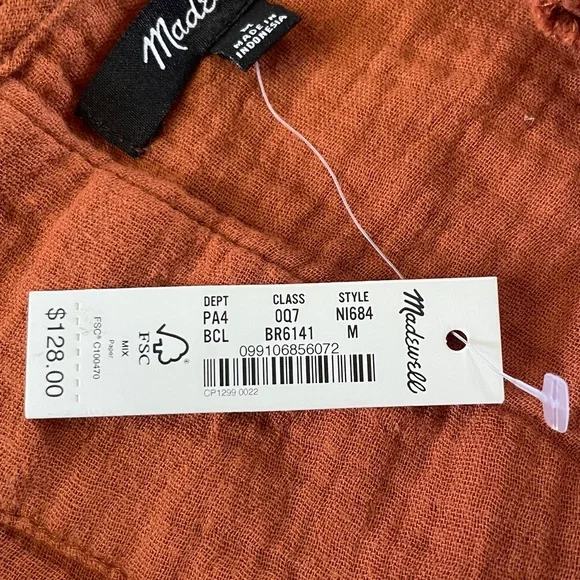 Madewell
M
MADE IN
INDONESIA
DEPT CLASS STYLE
PA4 0Q7 NI684
BCL BR6141 M
099106856072
CP1299 0022
FSC®
MIX
Paper
FSC® C100470
$128.00
Madewell